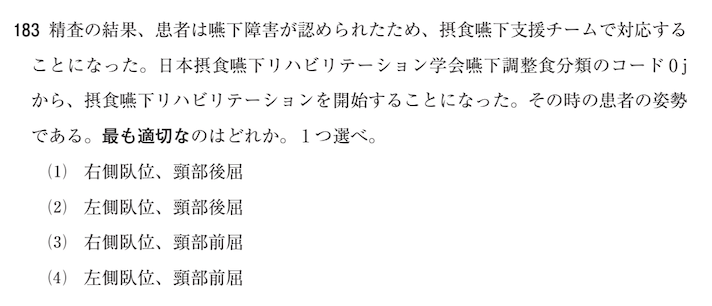 183 精査の結果、患者は嚥下障害が認められたため、摂食嚥下支援チームで対応する
ことになった。日本摂食嚥下リハビリテーション学会嚥下調整食分類のコード0j
から、摂食嚥下リハビリテーションを開始することになった。その時の患者の姿勢
である。最も適切なのはどれか。1つ選べ。
⑴ 右側臥位、頸部後屈
⑵ 左側臥位、頸部後屈
⑶ 右側臥位、頸部前屈
⑷ 左側臥位、頸部前屈